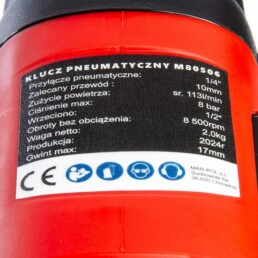 KLUCZ PNEUMATYCZNY M80506
Przyłącze pneumatyczne: 1/4"
Zalecany przewód : 10mm
Zużycie powietrza: sr. 113l/min
Ciśnienie max: 8 bar
Wrzeciono: 1/2"
Obroty bez obciążenia: 8 500rpm
Waga netto: 2,0kg
Produkcja: 2024r
Gwint max: 17mm
CE
MAR-POL